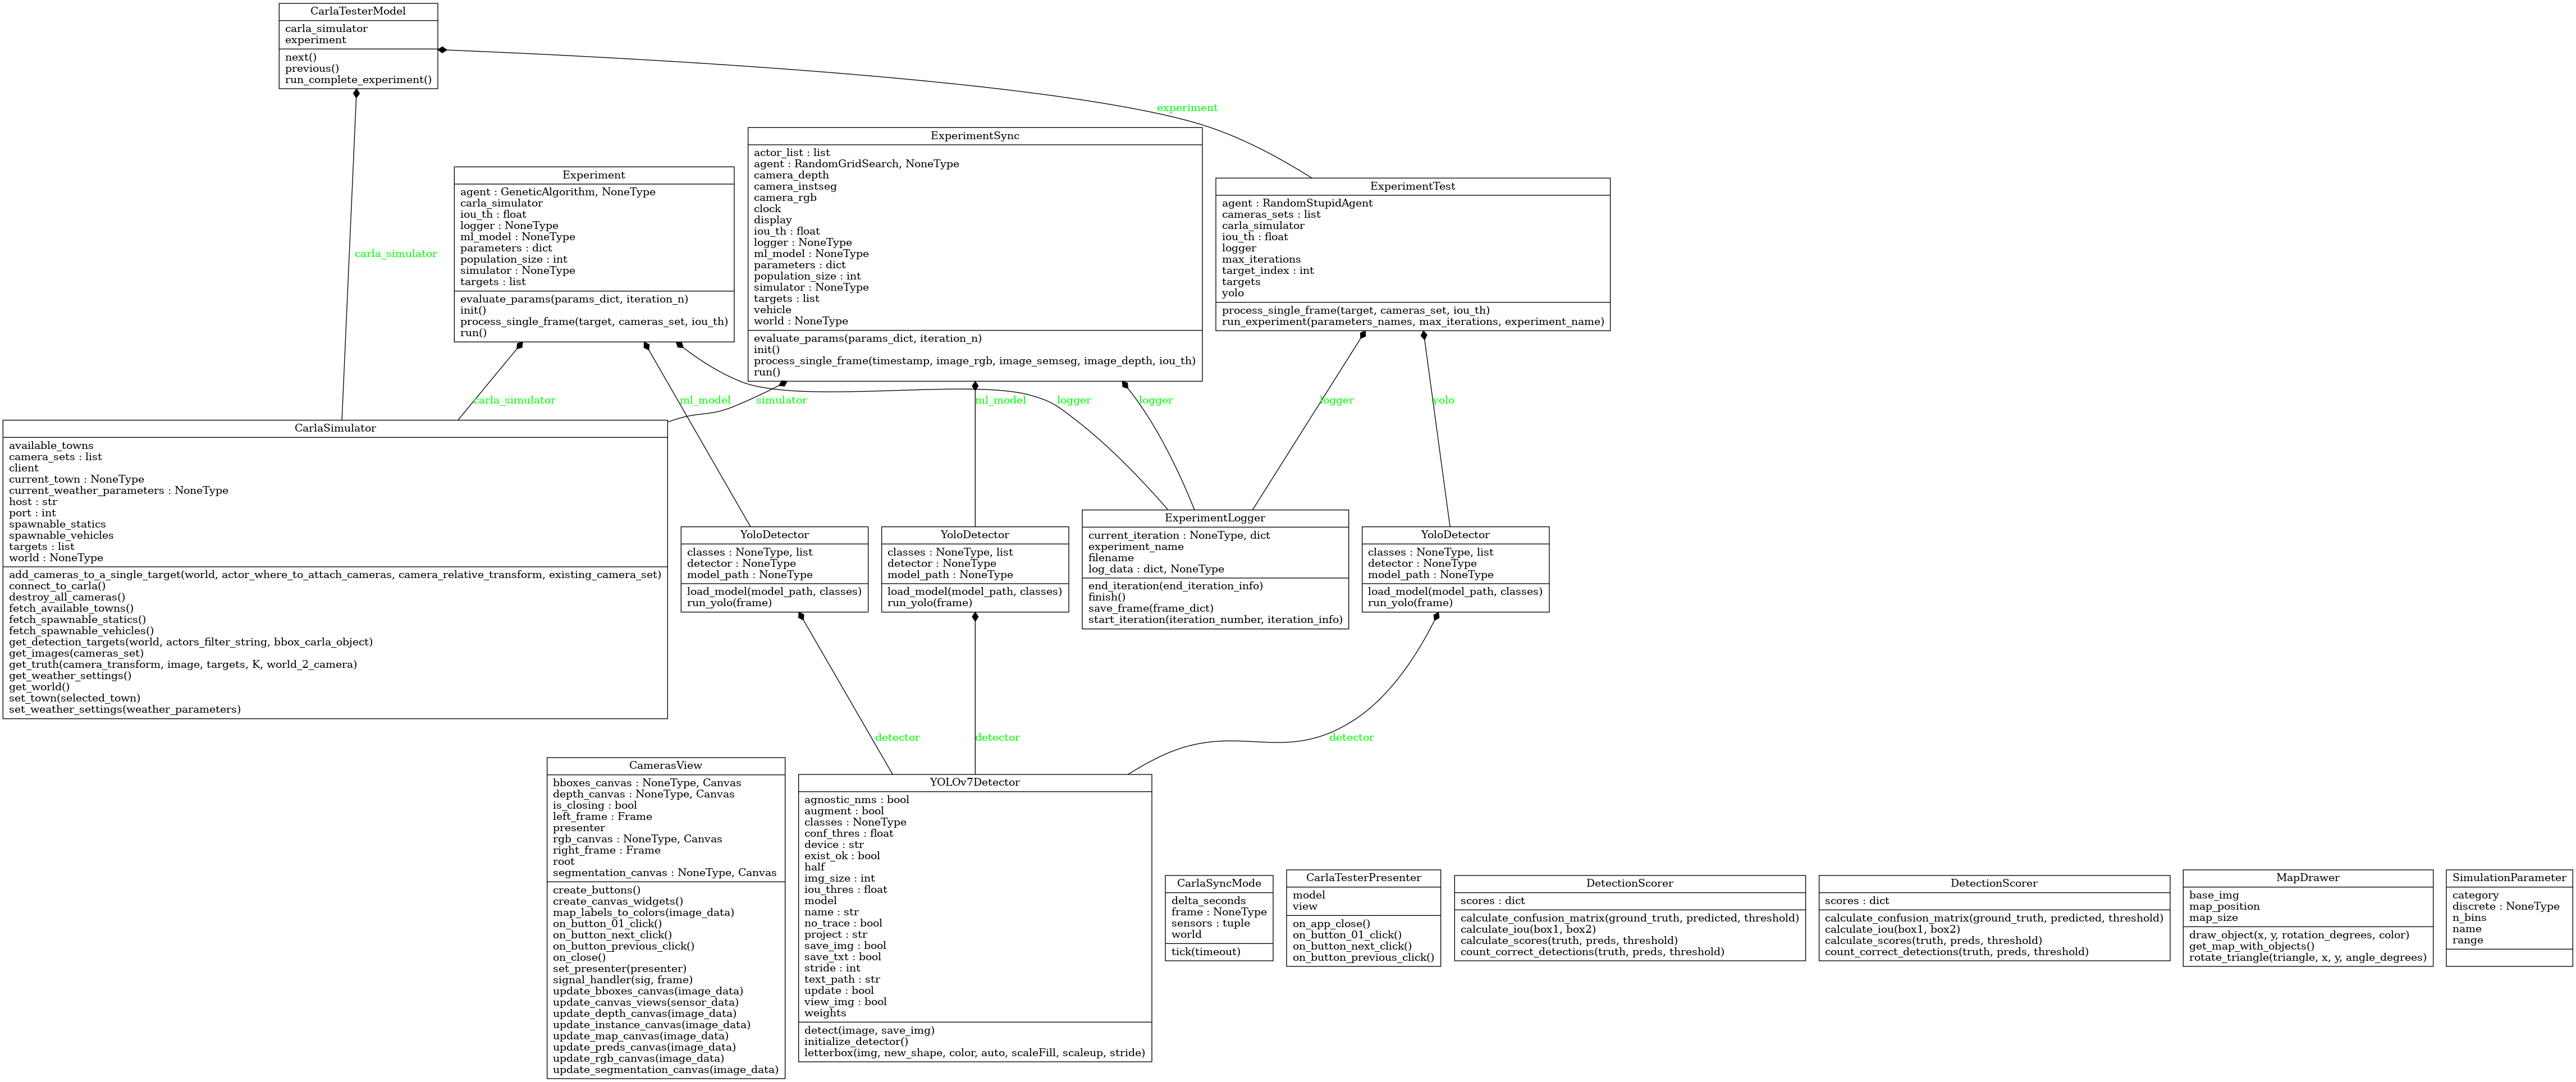 CarlaTesterModel
carla_simulator
experiment
next()
previous()
run_complete_experiment()
experiment
carla_simulator
Experiment
agent : GeneticAlgorithm, NoneType
carla_simulator
iou_th : float
logger : NoneType
ml_model : NoneType
parameters : dict
population_size : int
simulator : NoneType
targets : list
evaluate_params(params_dict, iteration_n)
init()
process_single_frame(target, cameras_set, iou_th)
run()
ExperimentSync
actor_list : list
agent : RandomGridSearch, NoneType
camera_depth
camera_instseg
camera_rgb
clock
display
iou_th : float
logger : NoneType
ml_model : NoneType
parameters : dict
population_size : int
simulator : NoneType
targets : list
vehicle
world : NoneType
evaluate_params(params_dict, iteration_n)
init()
process_single_frame(timestamp, image_rgb, image_semseg, image_depth, iou_th)
run()
ExperimentTest
agent : RandomStupidAgent
cameras_sets : list
carla_simulator
iou_th : float
logger
max_iterations
target_index : int
targets
yolo
process_single_frame(target, cameras_set, iou_th)
run_experiment(parameters_names, max_iterations, experiment_name)
carla_simulator
ml_model
simulator
ml_model
logger
logger
logger
yolo
CarlaSimulator
available_towns
camera_sets : list
client
current_town : NoneType
current_weather_parameters : NoneType
host : str
port : int
spawnable_statics
spawnable_vehicles
targets : list
world : NoneType
add_cameras_to_a_single_target(world, actor_where_to_attach_cameras, camera_relative_transform, existing_camera_set)
connect_to_carla()
destroy_all_cameras()
fetch_available_towns()
fetch_spawnable_statics()
fetch_spawnable_vehicles()
get_detection_targets(world, actors_filter_string, bbox_carla_object)
get_images(cameras_set)
get_truth(camera_transform, image, targets, K, world_2_camera)
get_weather_settings()
get_world()
set_town(selected_town)
set_weather_settings(weather_parameters)
YoloDetector
classes : NoneType, list
detector : NoneType
model_path : NoneType
load_model(model_path, classes)
run_yolo(frame)
YoloDetector
classes : NoneType, list
detector : NoneType
model_path : NoneType
load_model(model_path, classes)
run_yolo(frame)
ExperimentLogger
current_iteration : NoneType, dict
experiment_name
filename
log_data : dict, NoneType
end_iteration(end_iteration_info)
finish()
save_frame(frame_dict)
start_iteration(iteration_number, iteration_info)
YoloDetector
classes : NoneType, list
detector : NoneType
model_path : NoneType
load_model(model_path, classes)
run_yolo(frame)
detector
detector
detector
CamerasView
bboxes_canvas : NoneType, Canvas
depth_canvas : NoneType, Canvas
is_closing : bool
left_frame : Frame
presenter
rgb_canvas : NoneType, Canvas
right_frame : Frame
root
segmentation_canvas : NoneType, Canvas
create_buttons()
create_canvas_widgets()
map_labels_to_colors(image_data)
on_button_01_click()
on_button_next_click()
on_button_previous_click()
on_close()
set_presenter(presenter)
signal_handler(sig, frame)
update_bboxes_canvas(image_data)
update_canvas_views(sensor_data)
update_depth_canvas(image_data)
update_instance_canvas(image_data)
update_map_canvas(image_data)
update_preds_canvas(image_data)
update_rgb_canvas(image_data)
update_segmentation_canvas(image_data)
YOLOv7Detector
agnostic_nms : bool
augment : bool
classes : NoneType
conf_thres : float
device : str
exist_ok : bool
half
img_size : int
iou_thres : float
model
name : str
no_trace : bool
project : str
save_img : bool
save_txt : bool
stride : int
text_path : str
update : bool
view_img : bool
weights
detect(image, save_img)
initialize_detector()
letterbox(img, new_shape, color, auto, scaleFill, scaleup, stride)
CarlaSyncMode
delta_seconds
frame : NoneType
sensors : tuple
world
tick(timeout)
CarlaTesterPresenter
model
view
on_app_close()
on_button_01_click()
on_button_next_click()
on_button_previous_click()
DetectionScorer
scores : dict
calculate_confusion_matrix(ground_truth, predicted, threshold)
calculate_iou(box1, box2)
calculate_scores(truth, preds, threshold)
count_correct_detections(truth, preds, threshold)
DetectionScorer
scores : dict
calculate_confusion_matrix(ground_truth, predicted, threshold)
calculate_iou(box1, box2)
calculate_scores(truth, preds, threshold)
count_correct_detections(truth, preds, threshold)
MapDrawer
base_img
map_position
map_size
draw_object(x, y, rotation_degrees, color)
get_map_with_objects()
rotate_triangle(triangle, x, y, angle_degrees)
SimulationParameter
category
discrete : NoneType
n_bins
name
range